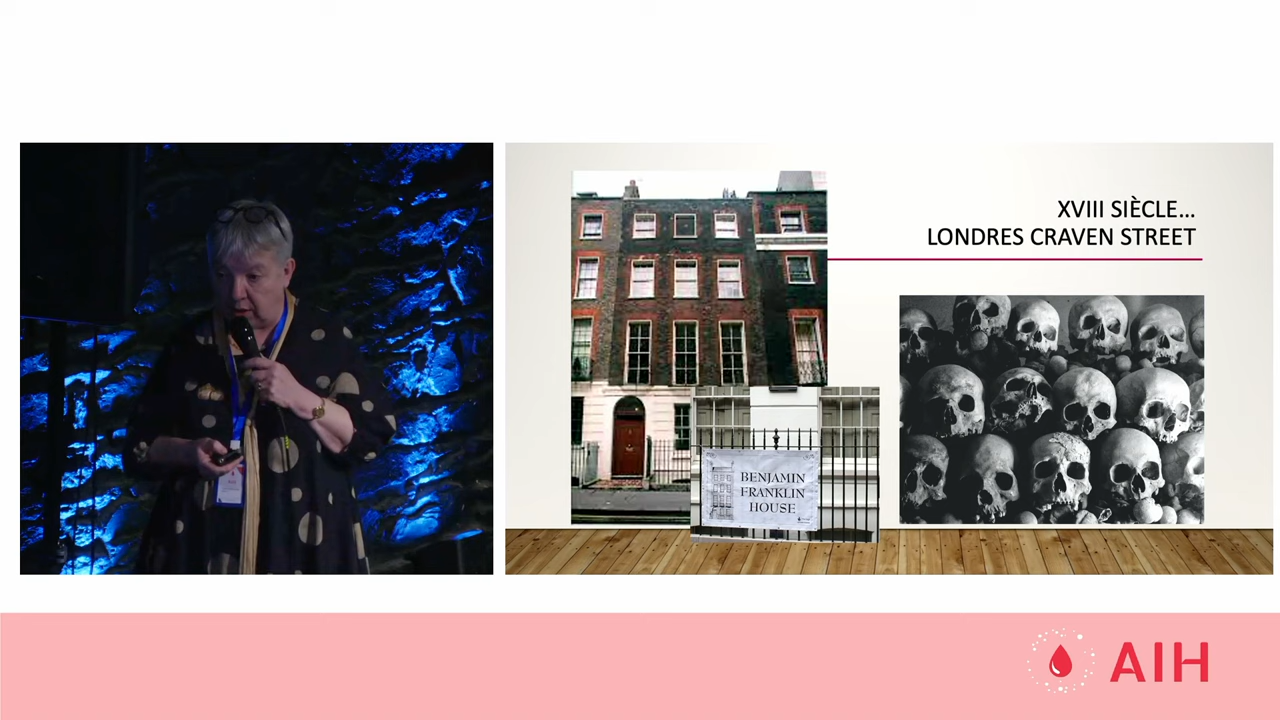 XVIII SIÈCLE...
LONDRES CRAVEN STREET
BENJAMIN
FRANKLIN
HOUSE
AIH